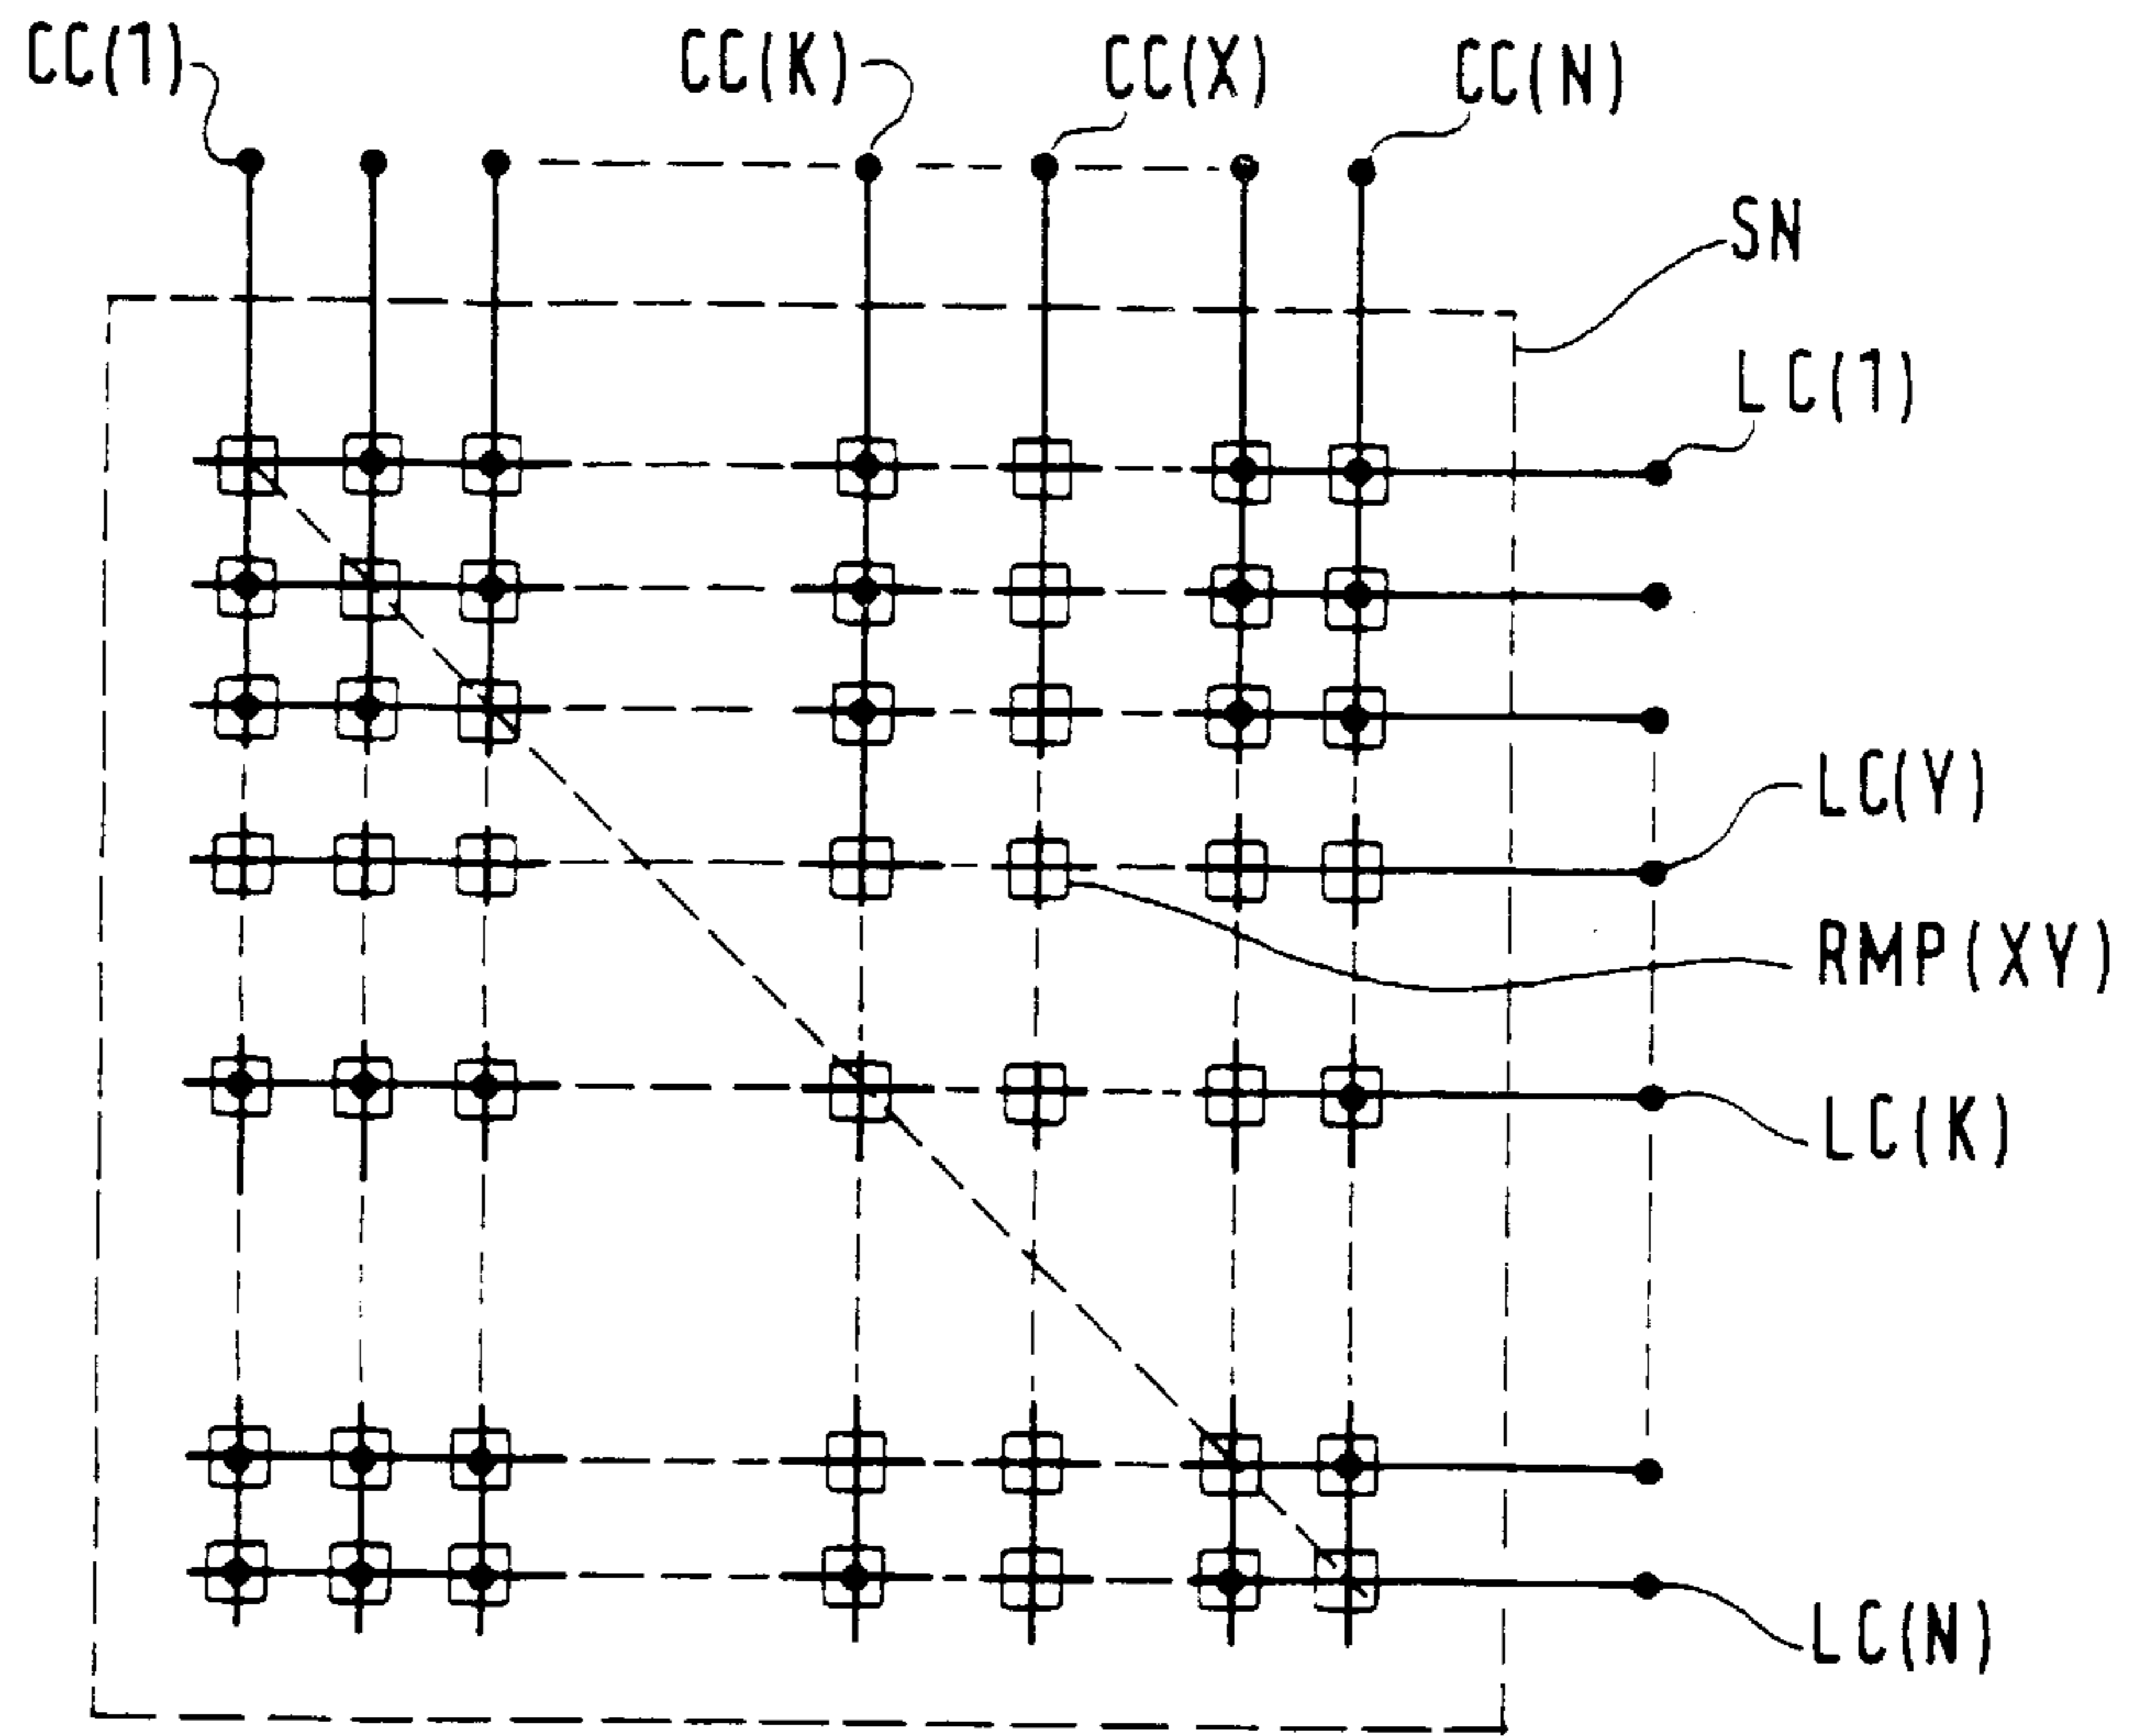 CC(1)
CC(K)
CC(X)
CC(N)
SN
LC(1)
LC(Y)
RMP(XY)
LC(K)
LC(N)